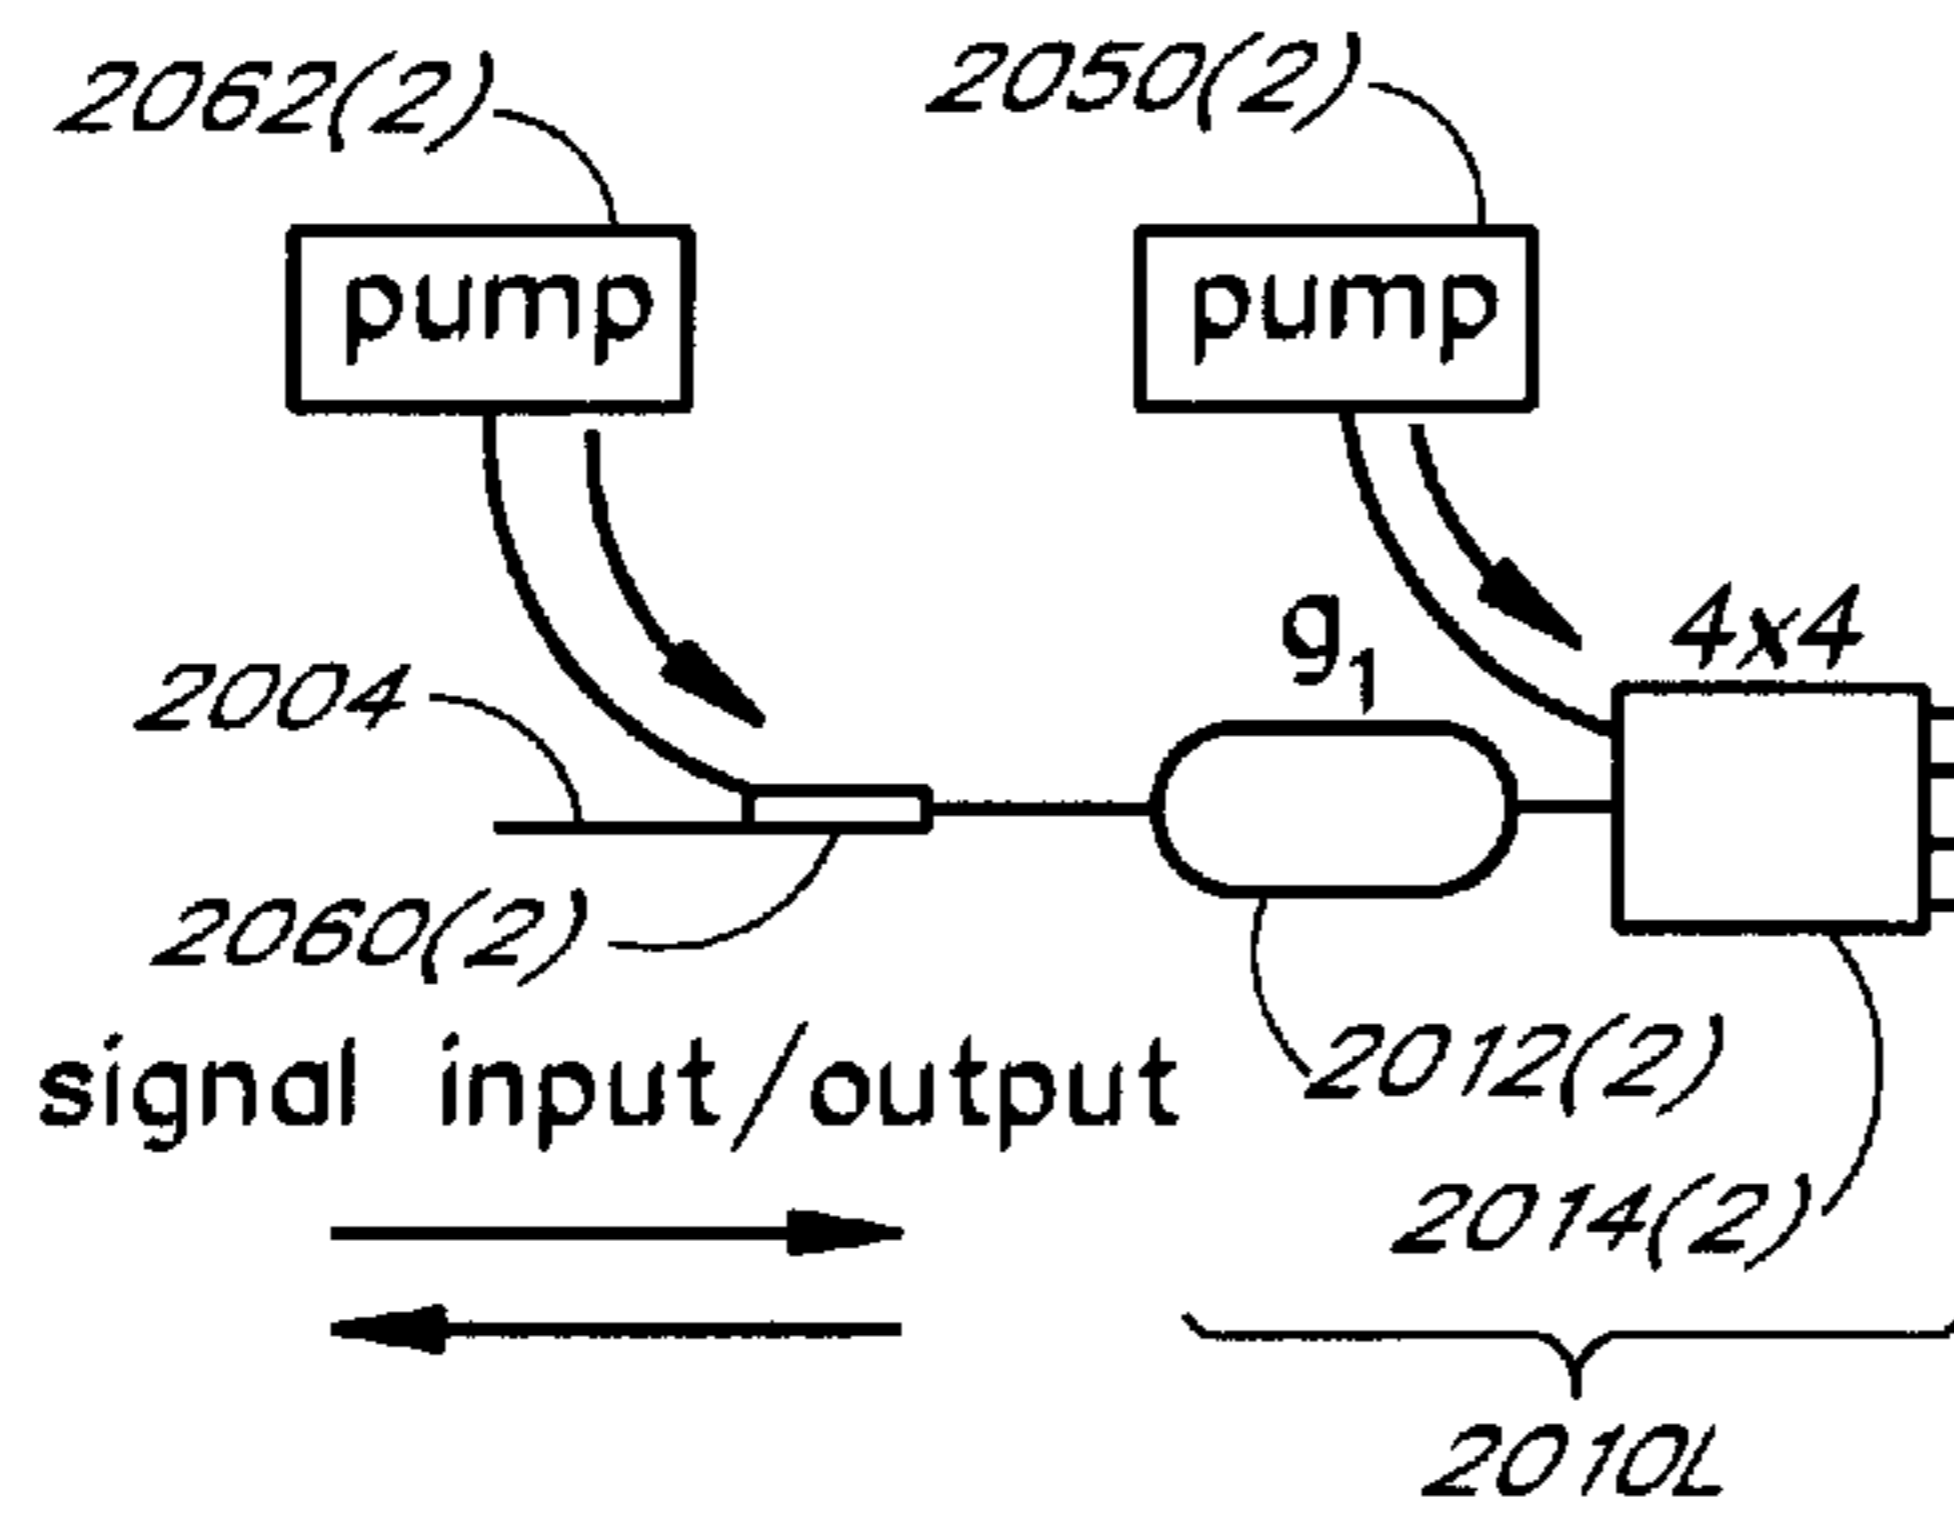 2062(2)
2050(2)
pump
pump
g1
4x4
2004
2060(2)
signal input/output
2012(2)
2014(2)
2010L